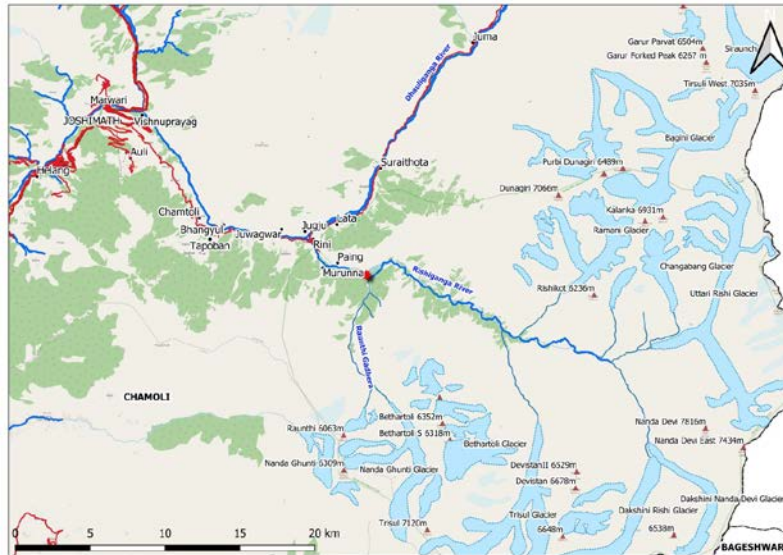 N
Garur Parvat 6504m
Siraunch
Garur Forked Peak 6267 m
Juma
Tirsuli West 7035m
Dhauliganga River
Marwari
JOSHIMATH
Vishnuprayag
Bagini Glacier
Auli
Helang
Suraithota
Purbi Dunagiri 6489m
Dunagiri 7066m
Chamtoli
Kalanka 6931m
Bhangyul
Juwagwar
Jugju
Lata
Ramani Glacier
Tapoban
Rini
Paing
Murunna
Changabang Glacier
Rishiganga River
Rishikot 6236m
Uttari Rishi Glacier
Raunthi Gadhera
CHAMOLI
Bethartoli 6352m
Raunthi 6063m
Bethartoli S 6318m
Nanda Devi 7816m
Bethartoli Glacier
Nanda Devi East 7434m
Nanda Ghunti 6309m
Nanda Ghunti Glacier
DevistanII 6529m
Devistan 6678m
Dakshini Nanda Devi Glacier
Trisul Glacier
Dakshini Rishi Glacier
Trisul 7120m
6648m
6538m
0 5 10 15 20 km
BAGESHWAR